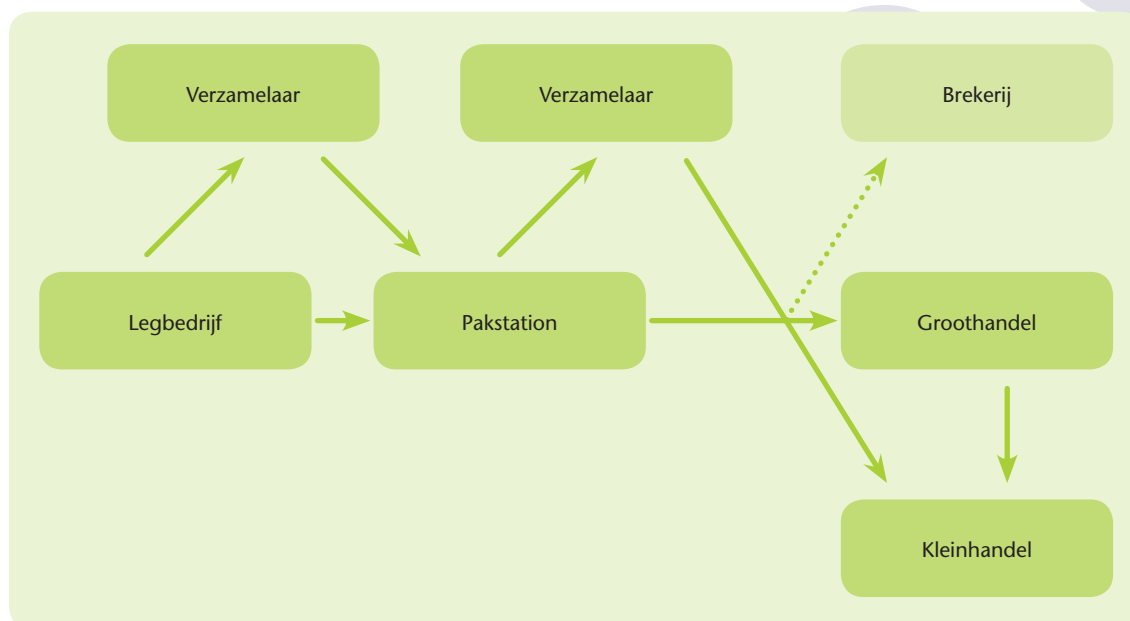 Verzamelaar
Verzamelaar
Brekerij
Legbedrijf
Pakstation
Groothandel
Kleinhandel